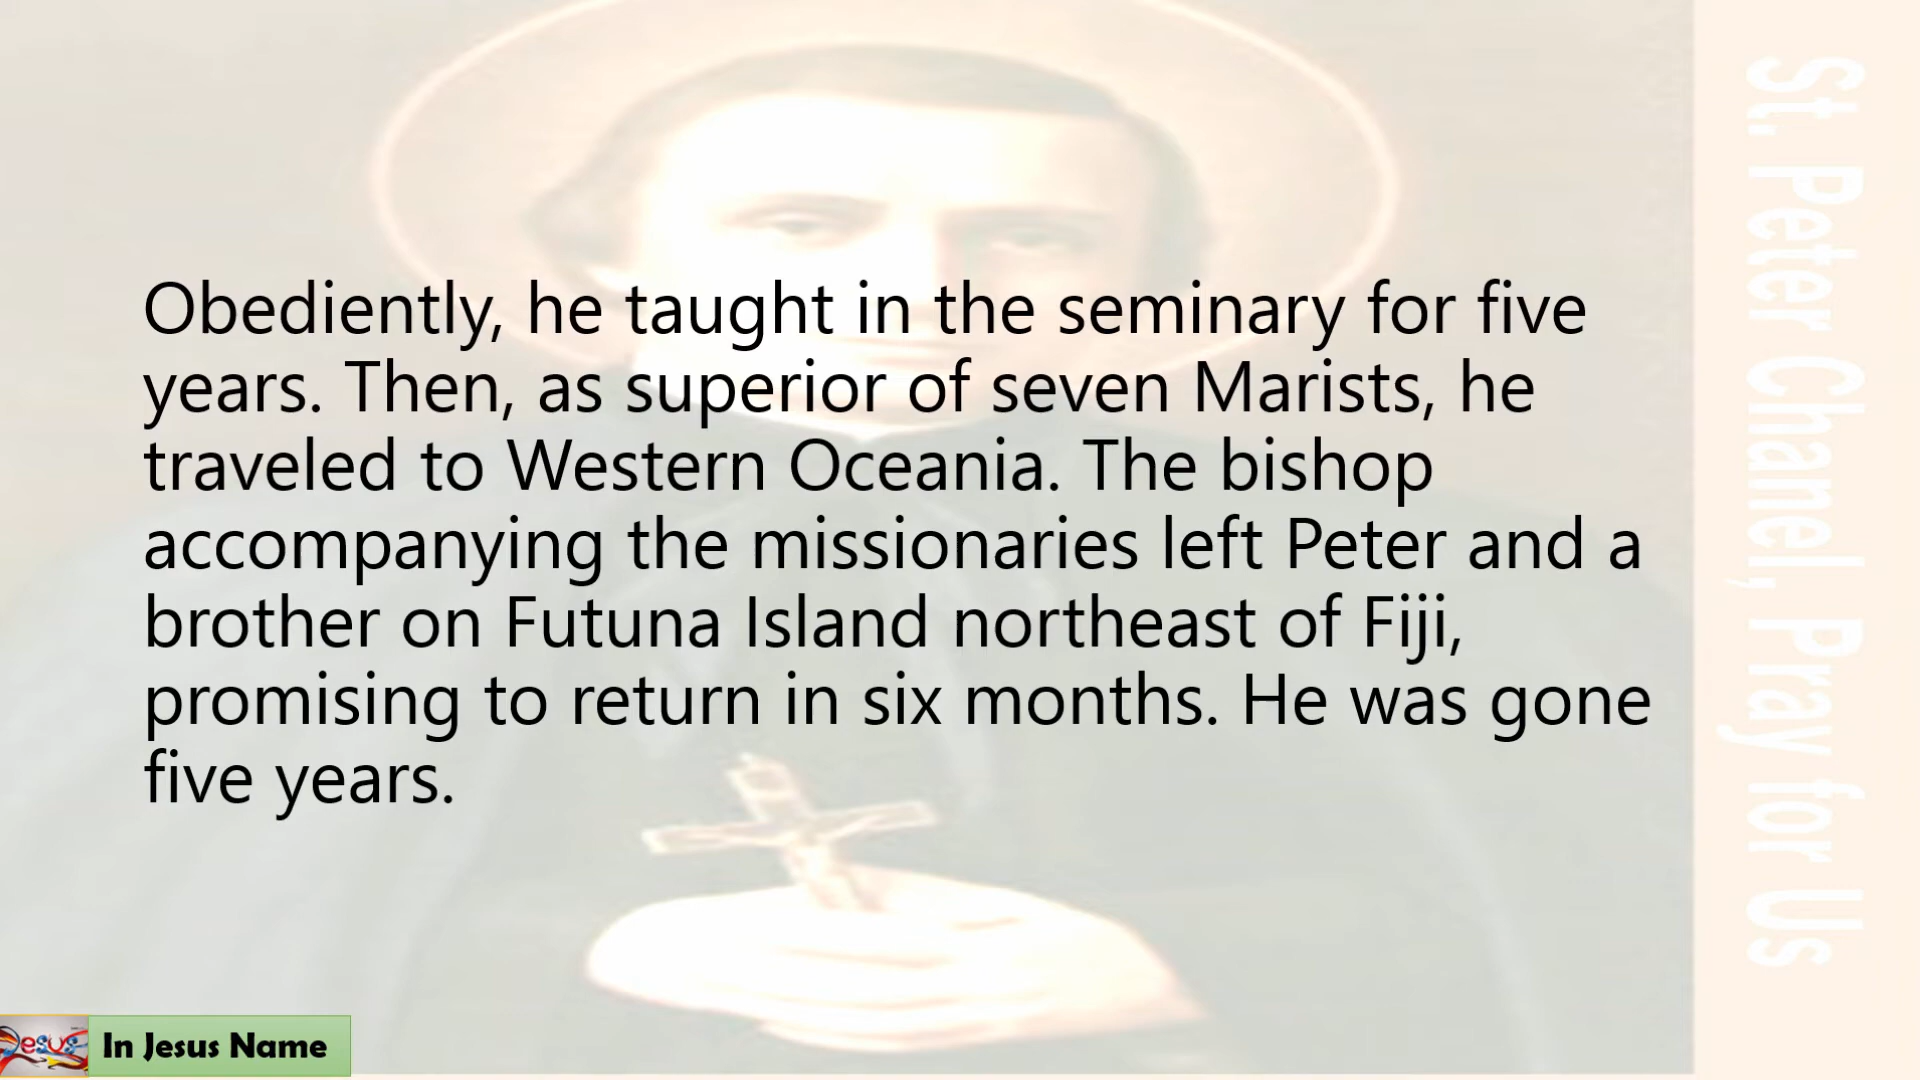 Obediently, he taught in the seminary for five
years. Then, as superior of seven Marists, he
traveled to Western Oceania. The bishop
accompanying the missionaries left Peter and a
brother on Futuna Island northeast of Fiji,
promising to return in six months. He was gone
five years.
St. Peter Chanel, Pray for Us
esus
In Jesus Name